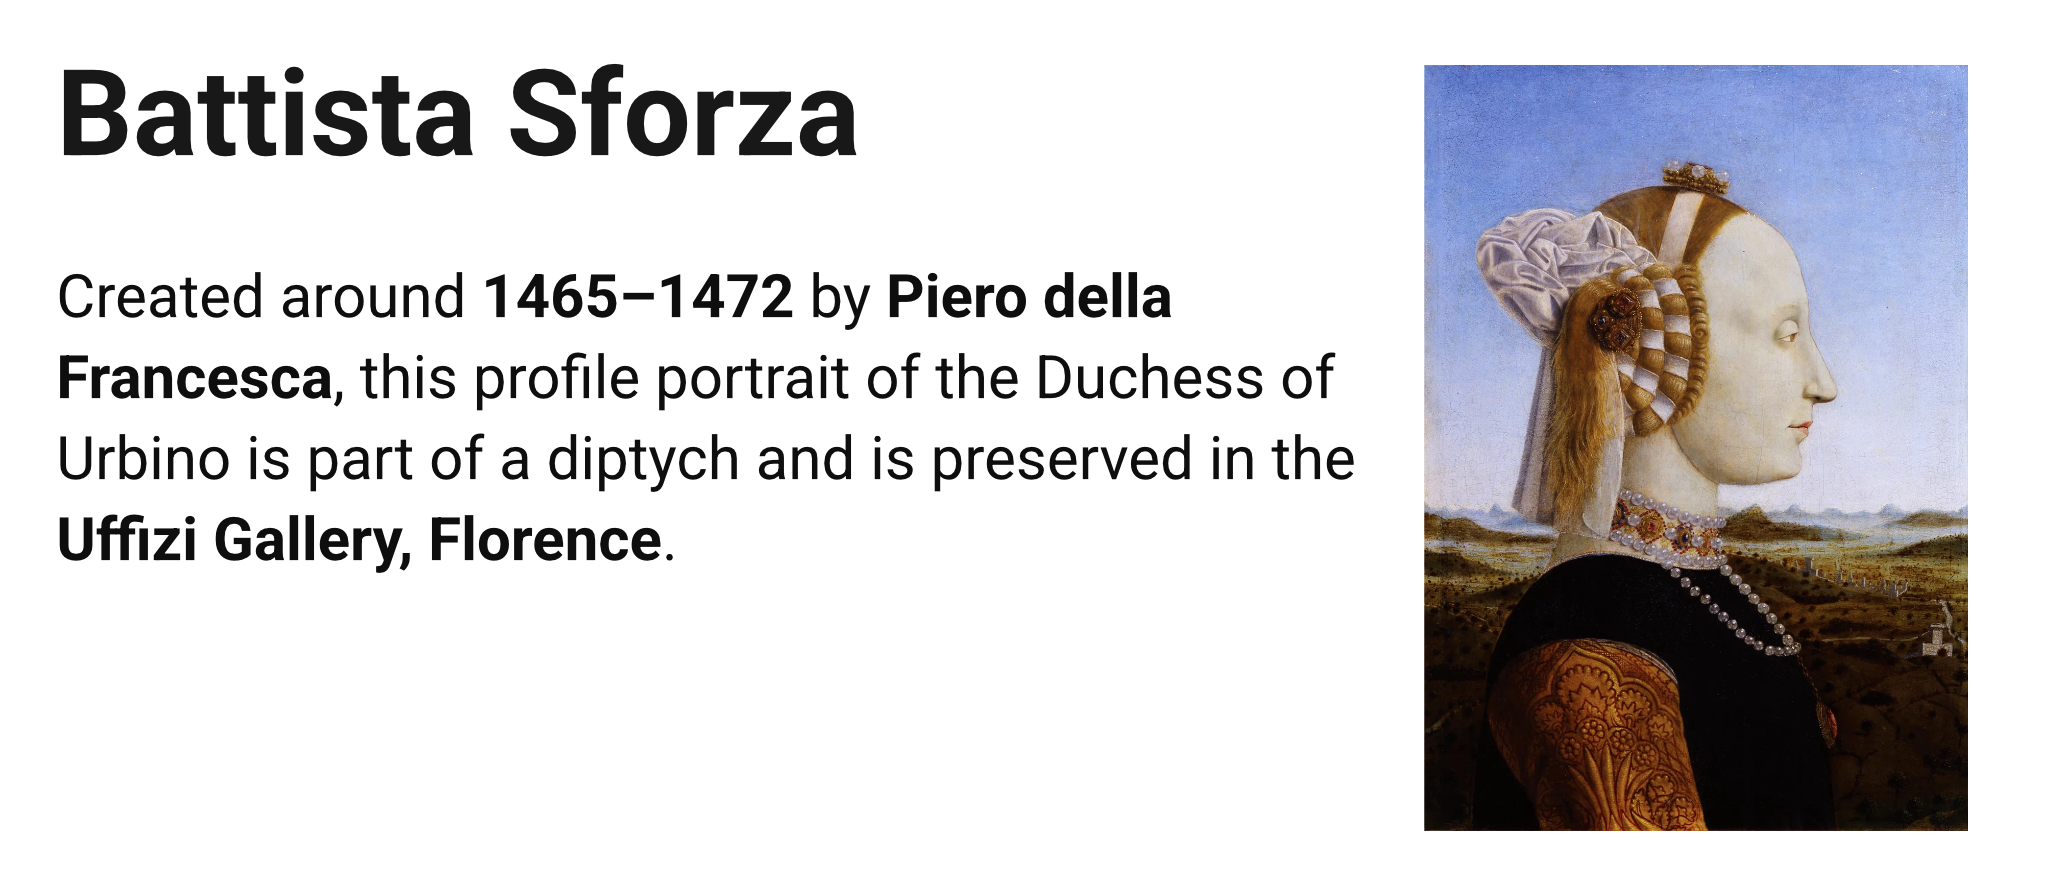 Battista Sforza
Created around 1465–1472 by Piero della
Francesca, this profile portrait of the Duchess of
Urbino is part of a diptych and is preserved in the
Uffizi Gallery, Florence.